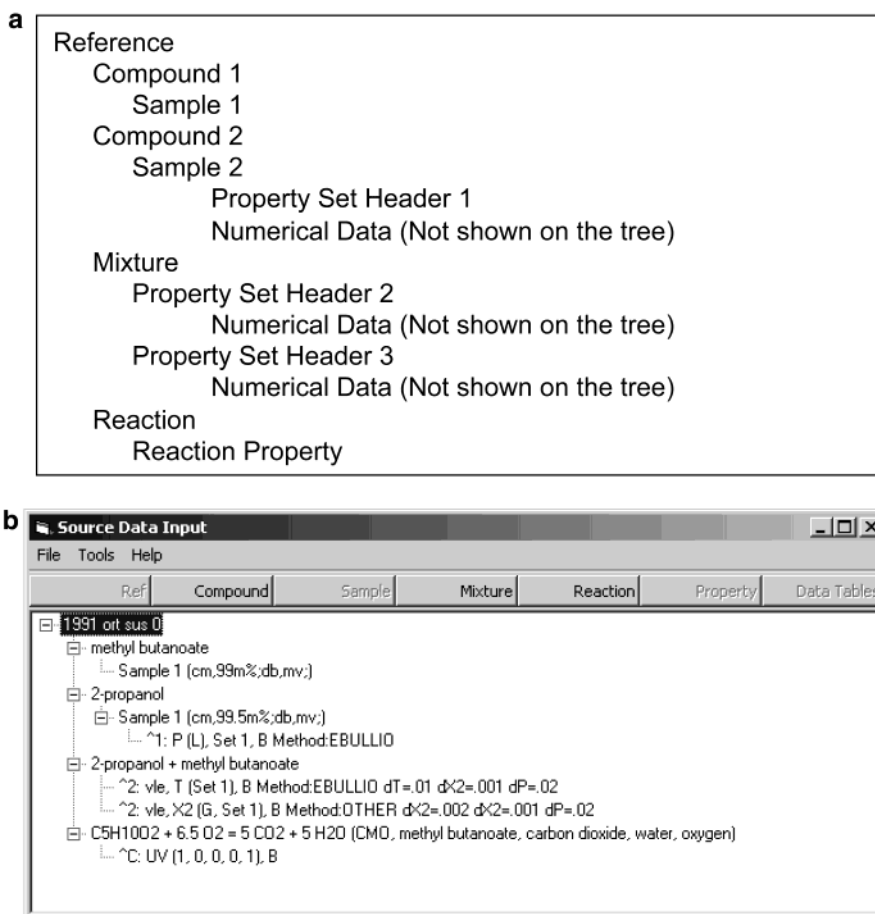 a
Reference
Compound 1
Sample 1
Compound 2
Sample 2
Property Set Header 1
Numerical Data (Not shown on the tree)
Mixture
Property Set Header 2
Numerical Data (Not shown on the tree)
Property Set Header 3
Numerical Data (Not shown on the tree)
Reaction
Reaction Property
b
Source Data Input
File Tools Help
Ref Compound Sample Mixture Reaction Property Data Tables
1991 ort sus 0
methyl butanoate
Sample 1 (cm,99m%;db,mv;)
2-propanol
Sample 1 (cm,99.5m%;db,mv;)
^1: P (L), Set 1, B Method:EBULLIO
2-propanol + methyl butanoate
^2: vle, T (Set 1), B Method:EBULLIO dT=.01 dX2=.001 dP=.02
^2: vle, X2 (G, Set 1), B Method:OTHER dX2=.002 dX2=.001 dP=.02
C5H10O2 + 6.5 O2 = 5 CO2 + 5 H2O (CMO, methyl butanoate, carbon dioxide, water, oxygen)
^C: UV (1, 0, 0, 0, 1), B